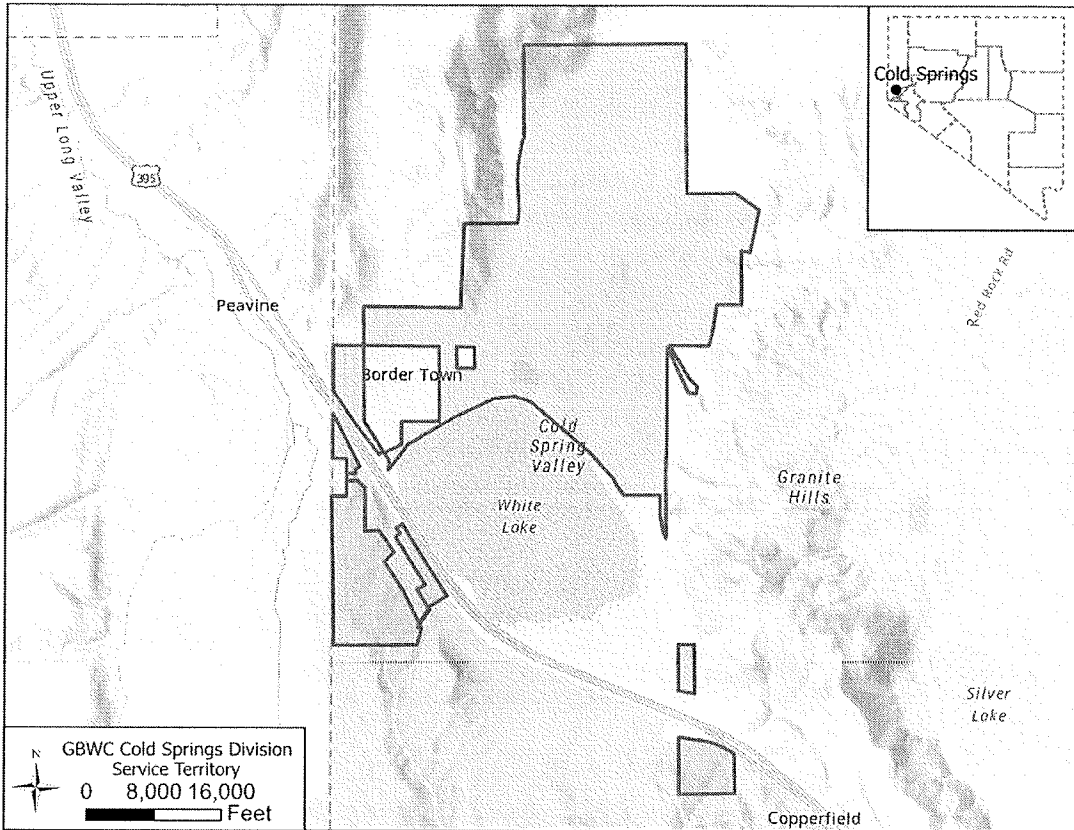 Cold Springs
Upper Long Valley
395
Red Rock Rd
Peavine
Border Town
Cold
Spring
Valley
Granite
Hills
White
Lake
Silver
Lake
N
GBWC Cold Springs Division
Service Territory
0 8,000 16,000
Feet
Copperfield